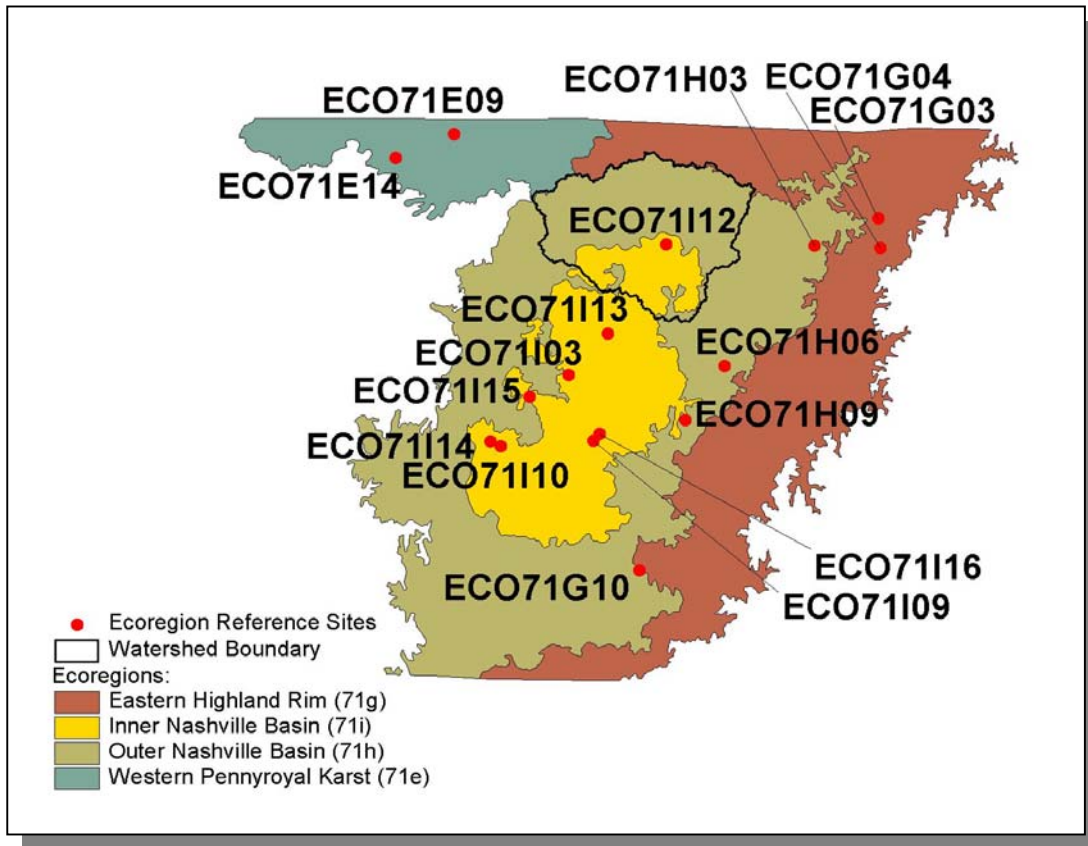 ECO71G04
ECO71H03
ECO71G03
ECO71E09
ECO71E14
ECO71I12
ECO71I13
ECO71I03
ECO71H06
ECO71I15
ECO71H09
ECO71I14
ECO71I10
ECO71I16
ECO71G10
ECO71I09
Ecoregion Reference Sites
Watershed Boundary
Ecoregions:
Eastern Highland Rim (71g)
Inner Nashville Basin (71i)
Outer Nashville Basin (71h)
Western Pennyroyal Karst (71e)